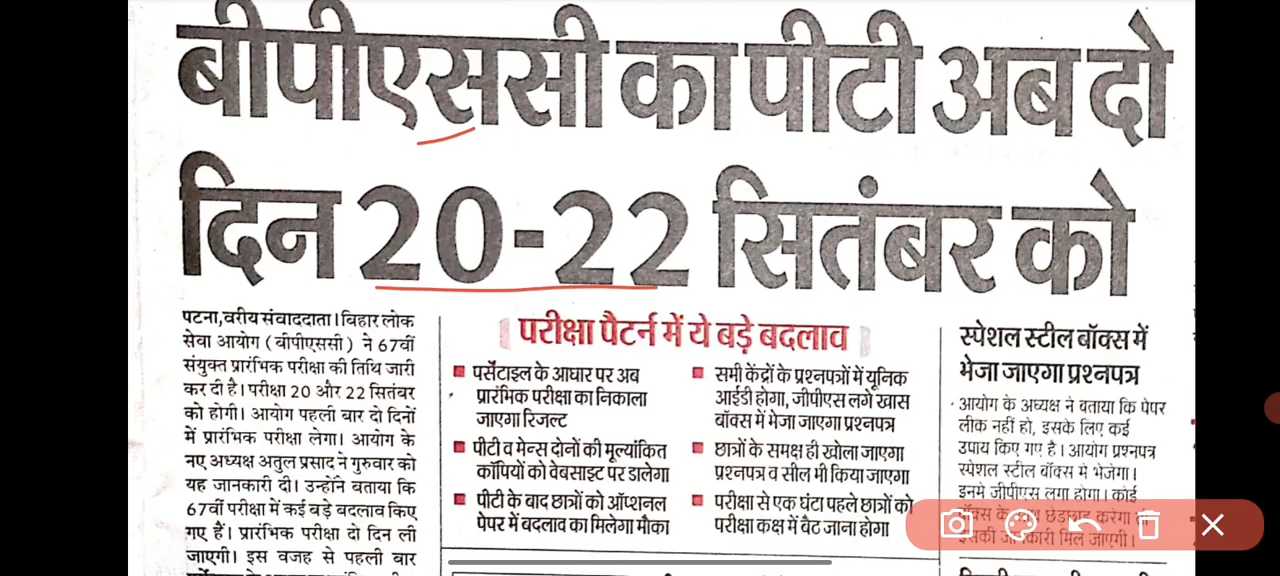 बीपीएससी का पीटी अब दो
दिन 20-22 सितंबर को
पटना, वरीय संवाददाता। बिहार लोक
सेवा आयोग (बीपीएससी) ने 67वीं
संयुक्त प्रारंभिक परीक्षा की तिथि जारी
कर दी है। परीक्षा 20 और 22 सितंबर
को होगी। आयोग पहली बार दो दिनों
में प्रारंभिक परीक्षा लेगा। आयोग के
नए अध्यक्ष अतुल प्रसाद ने गुरुवार को
यह जानकारी दी। उन्होंने बताया कि
67वीं परीक्षा में कई बड़े बदलाव किए
गए हैं। प्रारंभिक परीक्षा दो दिन ली
जाएगी। इस वजह से पहली बार
परीक्षा पैटर्न में ये बड़े बदलाव
पर्सेंटाइल के आधार पर अब
प्रारंभिक परीक्षा का निकाला
जाएगा रिजल्ट
पीटी व मेन्स दोनों की मूल्यांकित
कॉपियों को वेबसाइट पर डालेगा
पीटी के बाद छात्रों को ऑप्शनल
पेपर में बदलाव का मिलेगा मौका
सभी केंद्रों के प्रश्नपत्रों में यूनिक
आईडी होगा, जीपीएस लगे खास
बॉक्स में भेजा जाएगा प्रश्नपत्र
छात्रों के समक्ष ही खोला जाएगा
प्रश्नपत्र व सील भी किया जाएगा
परीक्षा से एक घंटा पहले छात्रों को
परीक्षा कक्ष में बैठ जाना होगा
स्पेशल स्टील बॉक्स में
भेजा जाएगा प्रश्नपत्र
आयोग के अध्यक्ष ने बताया कि पेपर
लीक नहीं हो, इसके लिए कई
उपाय किए गए है। आयोग प्रश्नपत्र
स्पेशल स्टील बॉक्स में भेजेगा।
इनमें जीपीएस लगा होगा। कोई
बॉक्स के छेड़छाड़ करेगा तो
इसकी जानकारी मिल जाएगी।